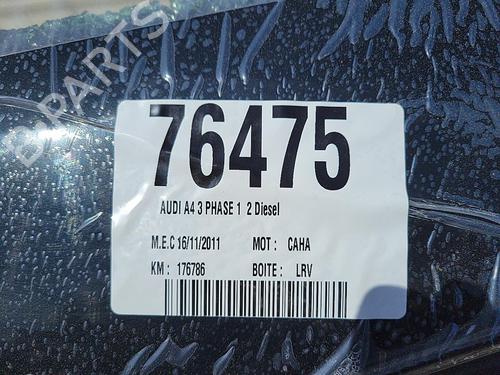 B-PARTS
76475
AUDI A4 3 PHASE 1 2 Diesel
M.E.C 16/11/2011 MOT : CAHA
KM : 176786 BOITE : LRV